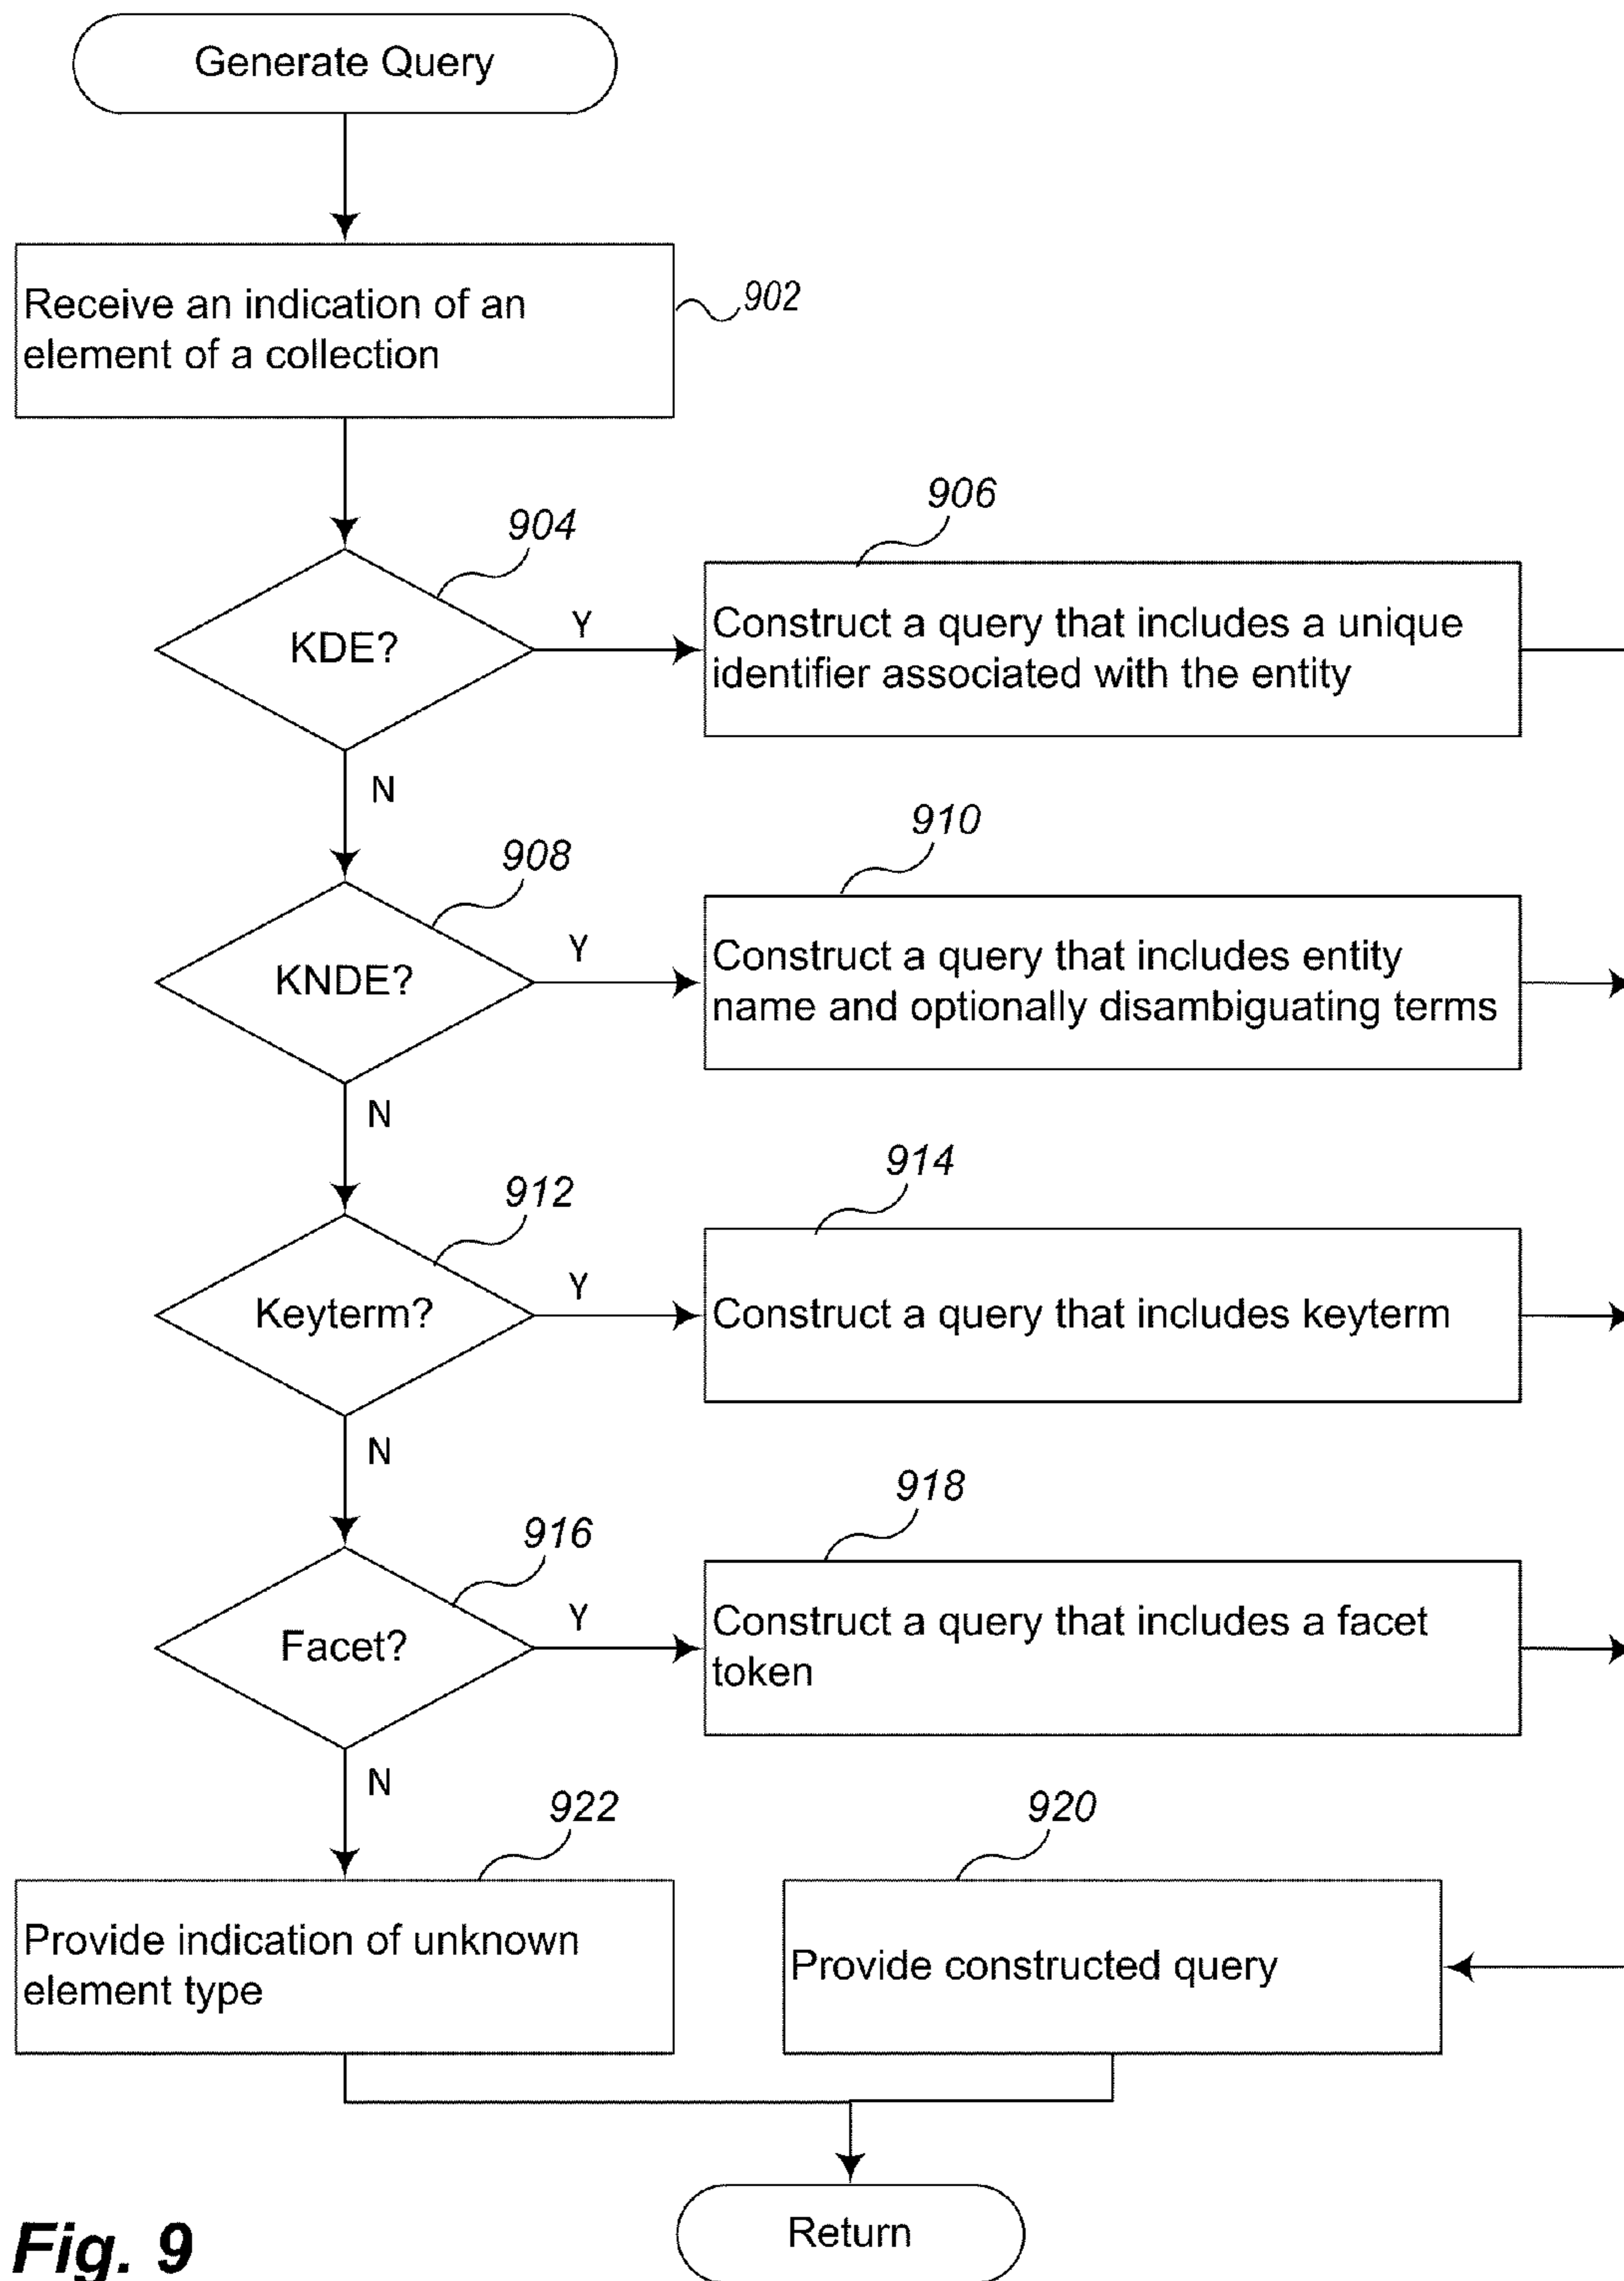 Generate Query
Receive an indication of an
element of a collection
902
904
KDE?
Y
N
906
Construct a query that includes a unique
identifier associated with the entity
908
KNDE?
Y
N
910
Construct a query that includes entity
name and optionally disambiguating terms
912
Keyterm?
Y
N
914
Construct a query that includes keyterm
916
Facet?
Y
N
918
Construct a query that includes a facet
token
922
Provide indication of unknown
element type
920
Provide constructed query
Return
Fig. 9